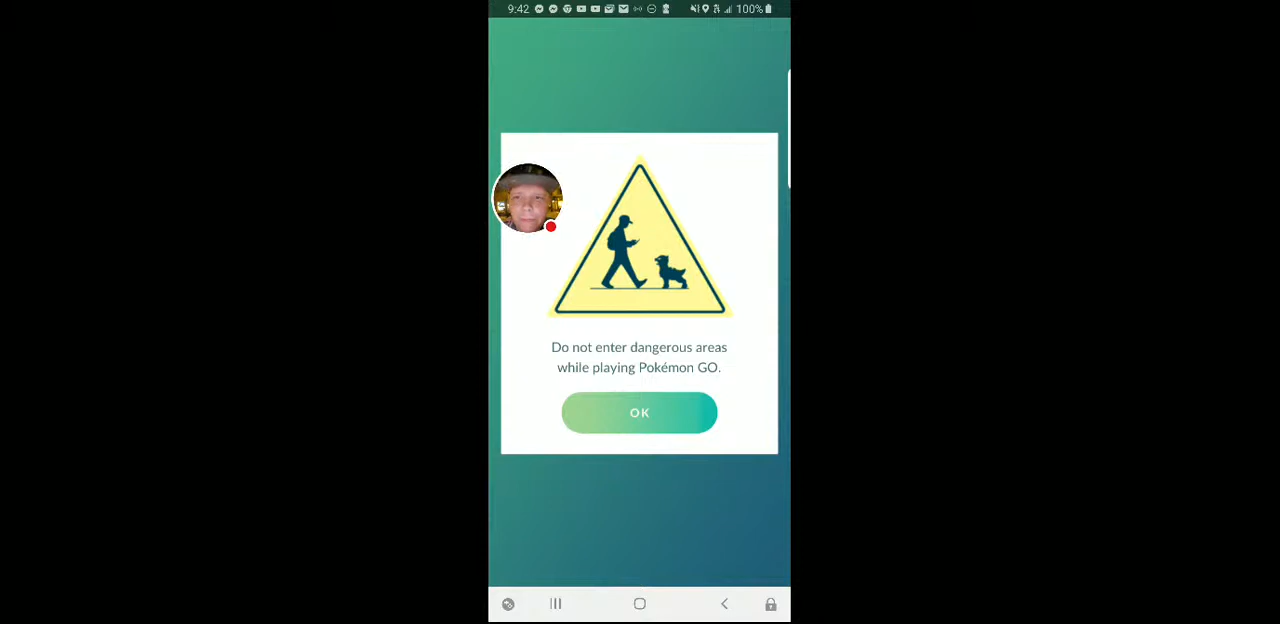 9:42
100%
Do not enter dangerous areas
while playing Pokémon GO.
OK